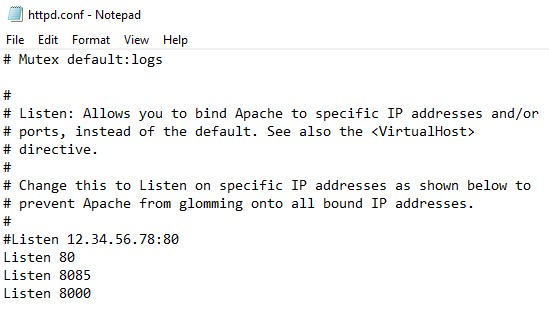 httpd.conf - Notepad
File Edit Format View Help
# Mutex default:logs
#
# Listen: Allows you to bind Apache to specific IP addresses and/or
# ports, instead of the default. See also the <VirtualHost>
# directive.
#
# Change this to Listen on specific IP addresses as shown below to
# prevent Apache from glomming onto all bound IP addresses.
#
#Listen 12.34.56.78:80
Listen 80
Listen 8085
Listen 8000